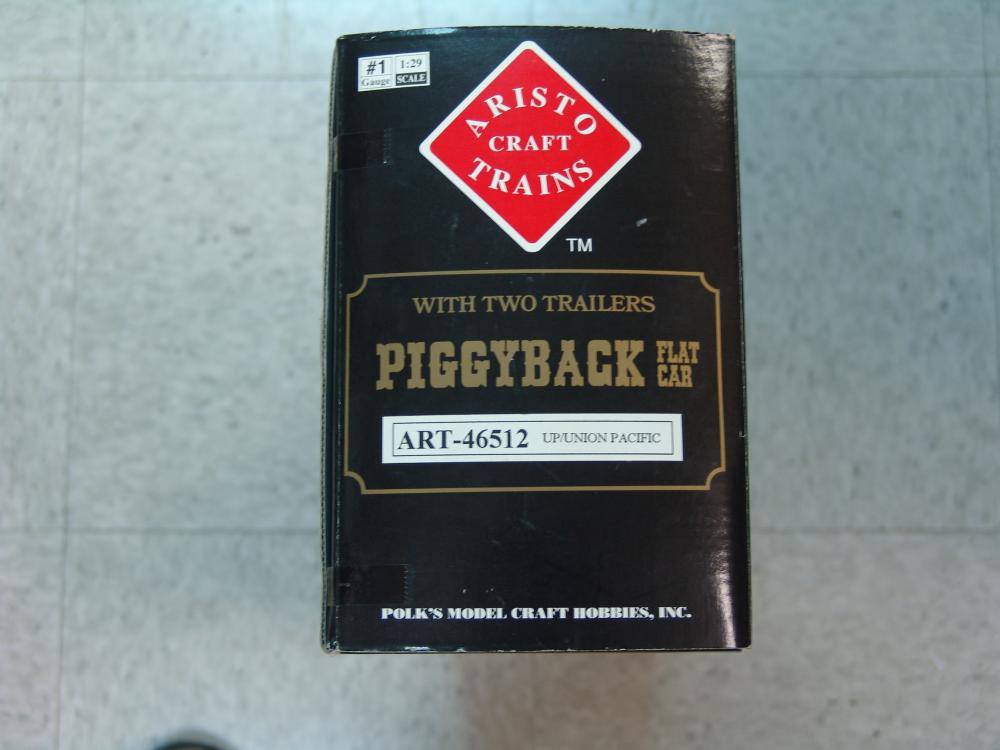 #1
Gauge
1:29
SCALE
ARISTO
CRAFT
TRAINS
TM
WITH TWO TRAILERS
PIGGYBACK FLAT CAR
ART-46512 UP/UNION PACIFIC
POLK'S MODEL CRAFT HOBBIES, INC.